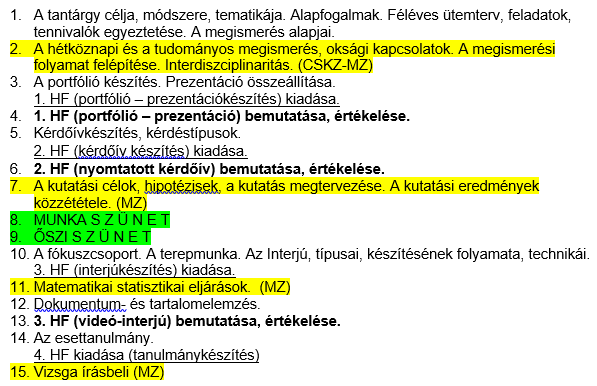 1. A tantárgy célja, módszere, tematikája. Alapfogalmak. Féléves ütemterv, feladatok,
tennivalók egyeztetése. A megismerés alapjai.
2. A hétköznapi és a tudományos megismerés, oksági kapcsolatok. A megismerési
folyamat felépítése. Interdiszciplinaritás. (CSKZ-MZ)
3. A portfólió készítés. Prezentáció összeállítása.
1. HF (portfólió – prezentációkészítés) kiadása.
4. 1. HF (portfólió – prezentáció) bemutatása, értékelése.
5. Kérdőívkészítés, kérdéstípusok.
2. HF (kérdőív készítés) kiadása.
6. 2. HF (nyomtatott kérdőív) bemutatása, értékelése.
7. A kutatási célok, hipotézisek, a kutatás megtervezése. A kutatási eredmények
közzététele. (MZ)
8. MUNKA S Z Ü N E T
9. ŐSZI S Z Ü N E T
10. A fókuszcsoport. A terepmunka. Az Interjú, típusai, készítésének folyamata, technikái.
3. HF (interjúkészítés) kiadása.
11. Matematikai statisztikai eljárások. (MZ)
12. Dokumentum- és tartalomelemzés.
13. 3. HF (videó-interjú) bemutatása, értékelése.
14. Az esettanulmány.
4. HF kiadása (tanulmánykészítés)
15. Vizsga írásbeli (MZ)